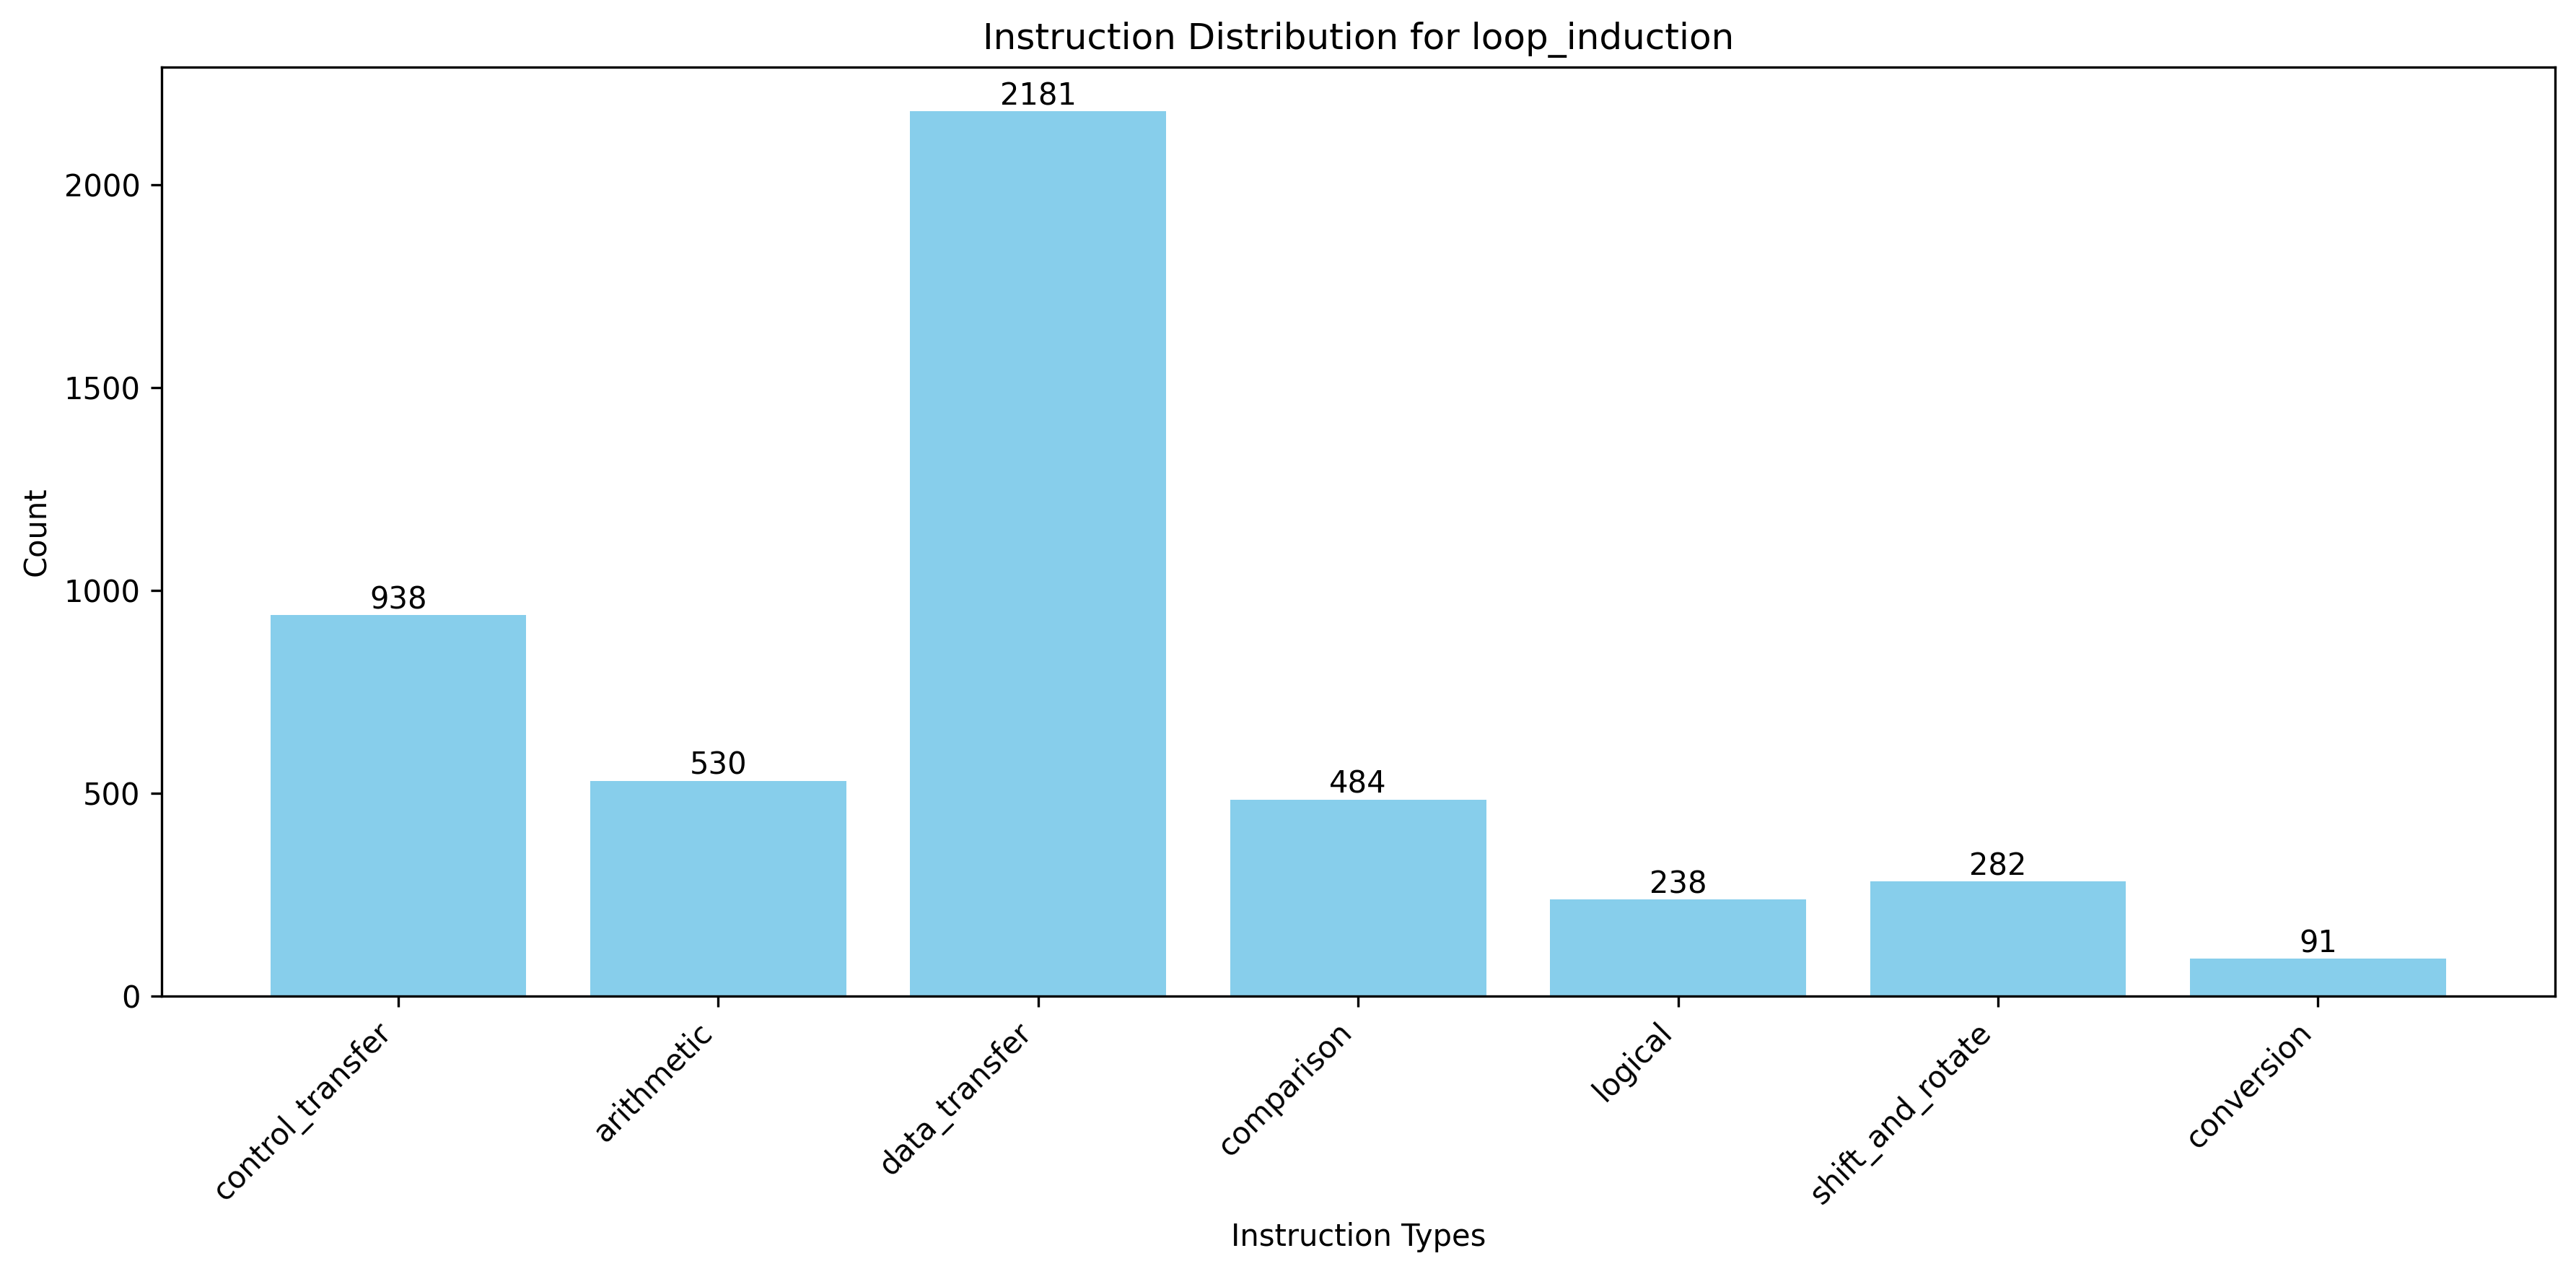 Instruction Distribution for loop_induction
2181
2000
1500
Count
1000
938
530
500
484
238
282
91
0
control_transfer
arithmetic
data_transfer
comparison
logical
shift_and_rotate
conversion
Instruction Types